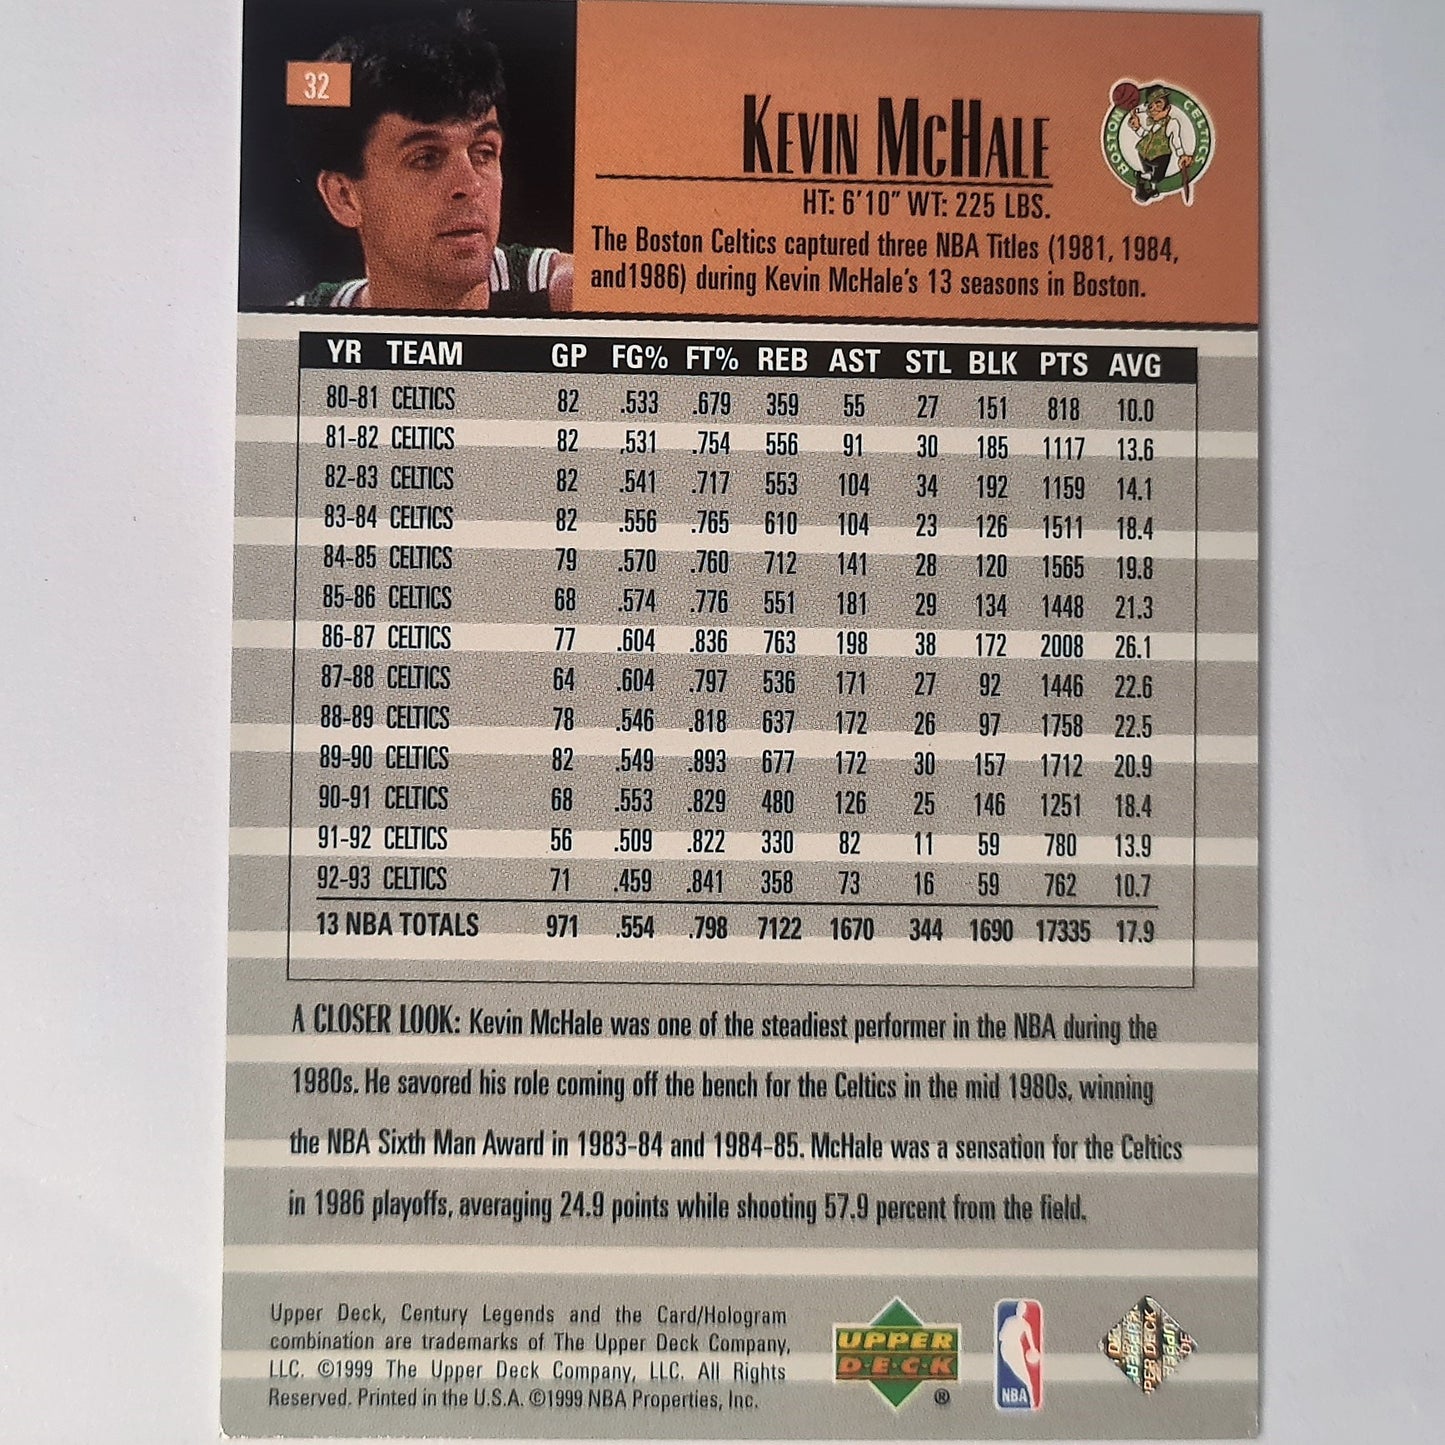 32
KEVIN MCHALE
HT: 6'10" WT: 225 LBS.
BOSTON CELTICS
The Boston Celtics captured three NBA Titles (1981, 1984,
and1986) during Kevin McHale's 13 seasons in Boston.
YR TEAM GP FG% FT% REB AST STL BLK PTS AVG
80-81 CELTICS 82 .533 .679 359 55 27 151 818 10.0
81-82 CELTICS 82 .531 .754 556 91 30 185 1117 13.6
82-83 CELTICS 82 .541 .717 553 104 34 192 1159 14.1
83-84 CELTICS 82 .556 .765 610 104 23 126 1511 18.4
84-85 CELTICS 79 .570 .760 712 141 28 120 1565 19.8
85-86 CELTICS 68 .574 .776 551 181 29 134 1448 21.3
86-87 CELTICS 77 .604 .836 763 198 38 172 2008 26.1
87-88 CELTICS 64 .604 .797 536 171 27 92 1446 22.6
88-89 CELTICS 78 .546 .818 637 172 26 97 1758 22.5
89-90 CELTICS 82 .549 .893 677 172 30 157 1712 20.9
90-91 CELTICS 68 .553 .829 480 126 25 146 1251 18.4
91-92 CELTICS 56 .509 .822 330 82 11 59 780 13.9
92-93 CELTICS 71 .459 .841 358 73 16 59 762 10.7
13 NBA TOTALS 971 .554 .798 7122 1670 344 1690 17335 17.9
A CLOSER LOOK: Kevin McHale was one of the steadiest performer in the NBA during the
1980s. He savored his role coming off the bench for the Celtics in the mid 1980s, winning
the NBA Sixth Man Award in 1983-84 and 1984-85. McHale was a sensation for the Celtics
in 1986 playoffs, averaging 24.9 points while shooting 57.9 percent from the field.
Upper Deck, Century Legends and the Card/Hologram
combination are trademarks of The Upper Deck Company,
LLC. ©1999 The Upper Deck Company, LLC. All Rights
Reserved. Printed in the U.S.A. ©1999 NBA Properties, Inc.
UPPER
DECK
®
NBA
UPPER DECK